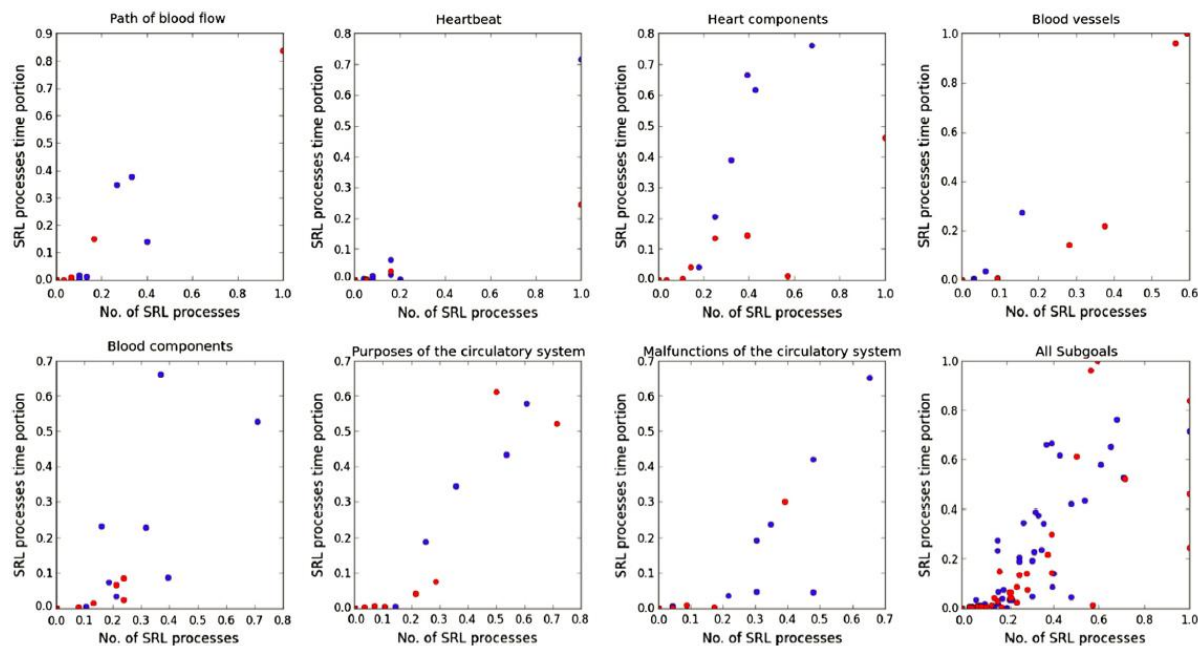 Path of blood flow
0.9
0.8
0.7
0.6
0.5
0.4
0.3
0.2
0.1
0.0
SRL processes time portion
0.0 0.2 0.4 0.6 0.8 1.0
No. of SRL processes
Heartbeat
0.8
0.7
0.6
0.5
0.4
0.3
0.2
0.1
0.0
SRL processes time portion
0.0 0.2 0.4 0.6 0.8 1.0
No. of SRL processes
Heart components
0.8
0.7
0.6
0.5
0.4
0.3
0.2
0.1
0.0
SRL processes time portion
0.0 0.2 0.4 0.6 0.8 1.0
No. of SRL processes
Blood vessels
1.0
0.8
0.6
0.4
0.2
0.0
SRL processes time portion
0.0 0.1 0.2 0.3 0.4 0.5 0.6
No. of SRL processes
Blood components
0.7
0.6
0.5
0.4
0.3
0.2
0.1
0.0
SRL processes time portion
0.0 0.1 0.2 0.3 0.4 0.5 0.6 0.7 0.8
No. of SRL processes
Purposes of the circulatory system
0.7
0.6
0.5
0.4
0.3
0.2
0.1
0.0
SRL processes time portion
0.0 0.1 0.2 0.3 0.4 0.5 0.6 0.7 0.8
No. of SRL processes
Malfunctions of the circulatory system
0.7
0.6
0.5
0.4
0.3
0.2
0.1
0.0
SRL processes time portion
0.0 0.1 0.2 0.3 0.4 0.5 0.6 0.7
No. of SRL processes
All Subgoals
1.0
0.8
0.6
0.4
0.2
0.0
SRL processes time portion
0.0 0.2 0.4 0.6 0.8 1.0
No. of SRL processes